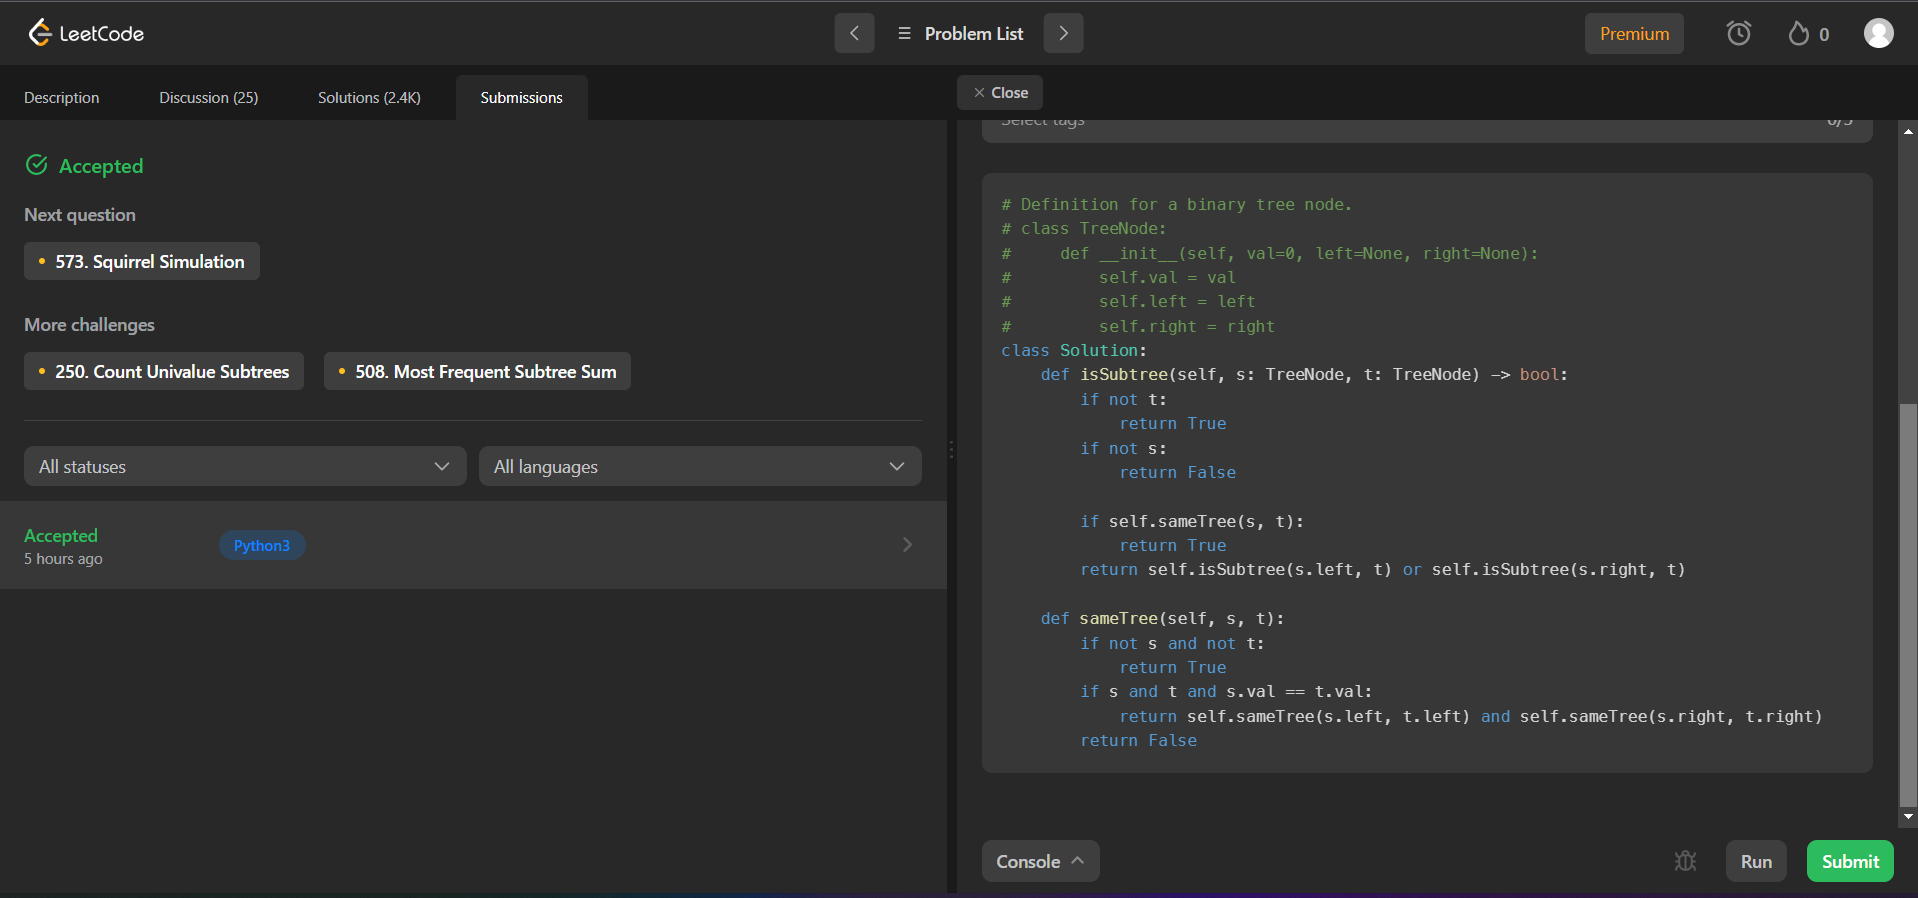 LeetCode
Problem List
Premium
0
Description
Discussion (25)
Solutions (2.4K)
Submissions
Close
Accepted
Next question
573. Squirrel Simulation
More challenges
250. Count Univalue Subtrees
508. Most Frequent Subtree Sum
All statuses
All languages
Accepted
5 hours ago
Python3
Select tags
0/5
# Definition for a binary tree node.
# class TreeNode:
#     def __init__(self, val=0, left=None, right=None):
#         self.val = val
#         self.left = left
#         self.right = right
class Solution:
    def isSubtree(self, s: TreeNode, t: TreeNode) -> bool:
        if not t:
            return True
        if not s:
            return False

        if self.sameTree(s, t):
            return True
        return self.isSubtree(s.left, t) or self.isSubtree(s.right, t)

    def sameTree(self, s, t):
        if not s and not t:
            return True
        if s and t and s.val == t.val:
            return self.sameTree(s.left, t.left) and self.sameTree(s.right, t.right)
        return False
Console
Run
Submit